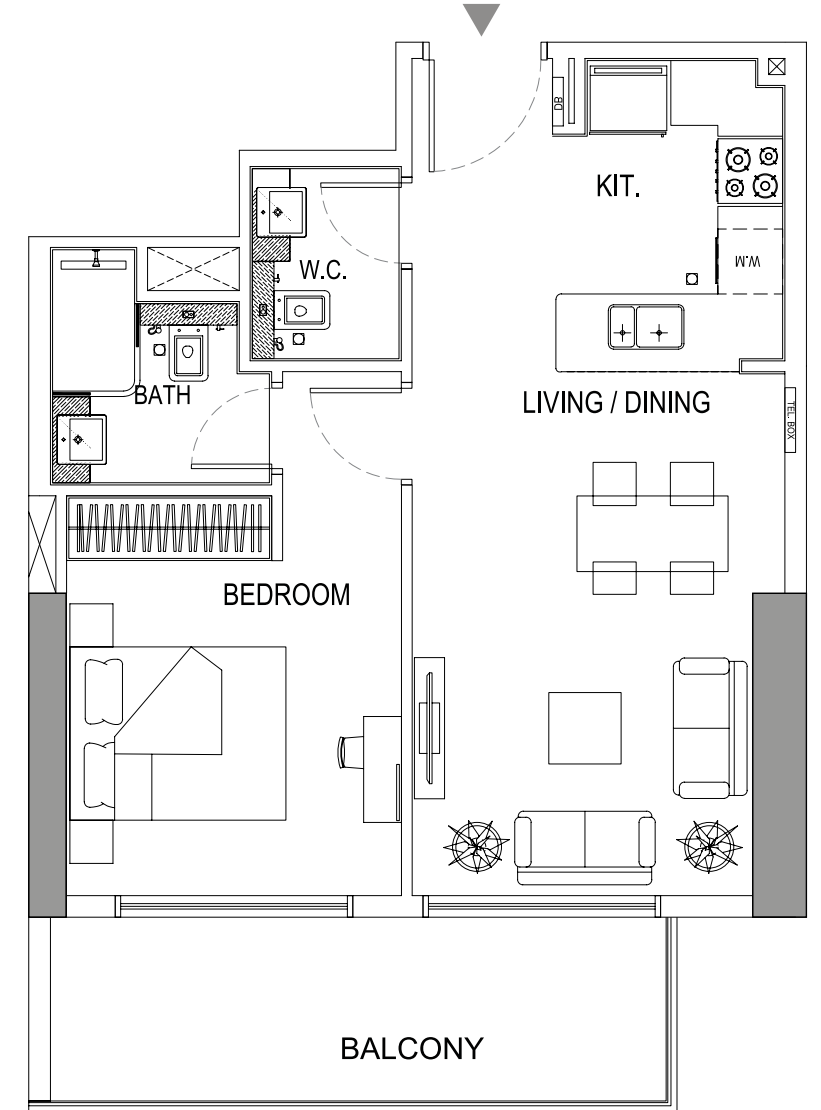 DB
KIT.
W.M
W.C.
BATH
LIVING / DINING
TEL. BOX
BEDROOM
BALCONY